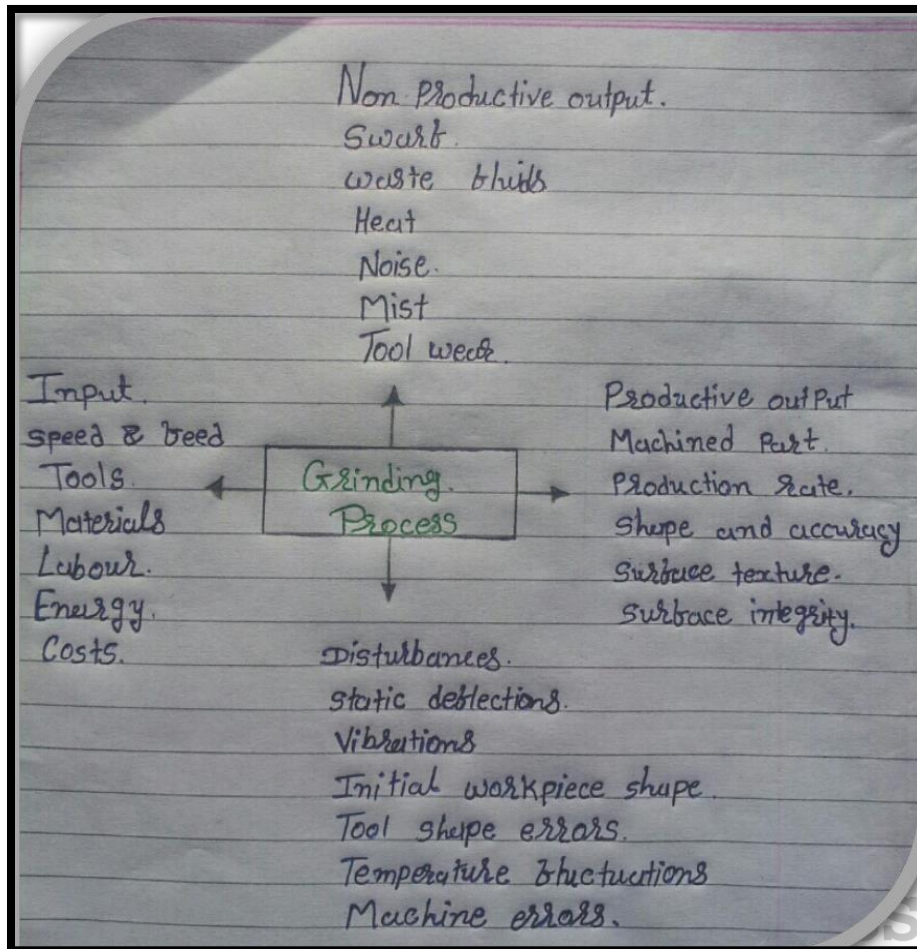 Non Productive output.
Swarf.
waste fluids
Heat
Noise.
Mist
Tool wear.
Input.
speed & feed
Tools.
Materials
Labour.
Energy.
Costs.
Grinding.
Process
Productive output
Machined Part.
Production rate.
Shape and accuracy
Surface texture.
Surface integrity.
Disturbances.
Static deflections.
Vibrations
Initial workpiece shape.
Tool shape errors.
Temperature fluctuations
Machine errors.